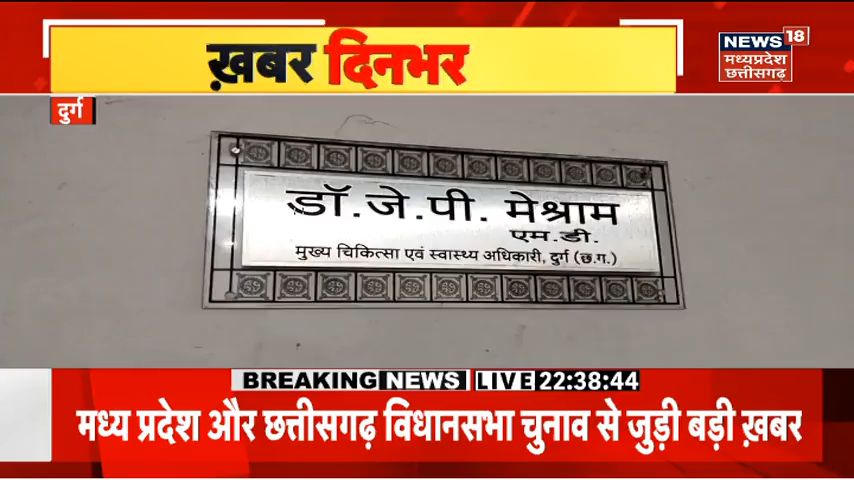 ख़बर दिनभर
NEWS 18
मध्यप्रदेश
छत्तीसगढ़
दुर्ग
डॉ.जे.पी. मेश्राम
एम.डी.
मुख्य चिकित्सा एवं स्वास्थ्य अधिकारी, दुर्ग (छ.ग.)
BREAKING NEWS LIVE 22:38:44
मध्य प्रदेश और छत्तीसगढ़ विधानसभा चुनाव से जुड़ी बड़ी ख़बर